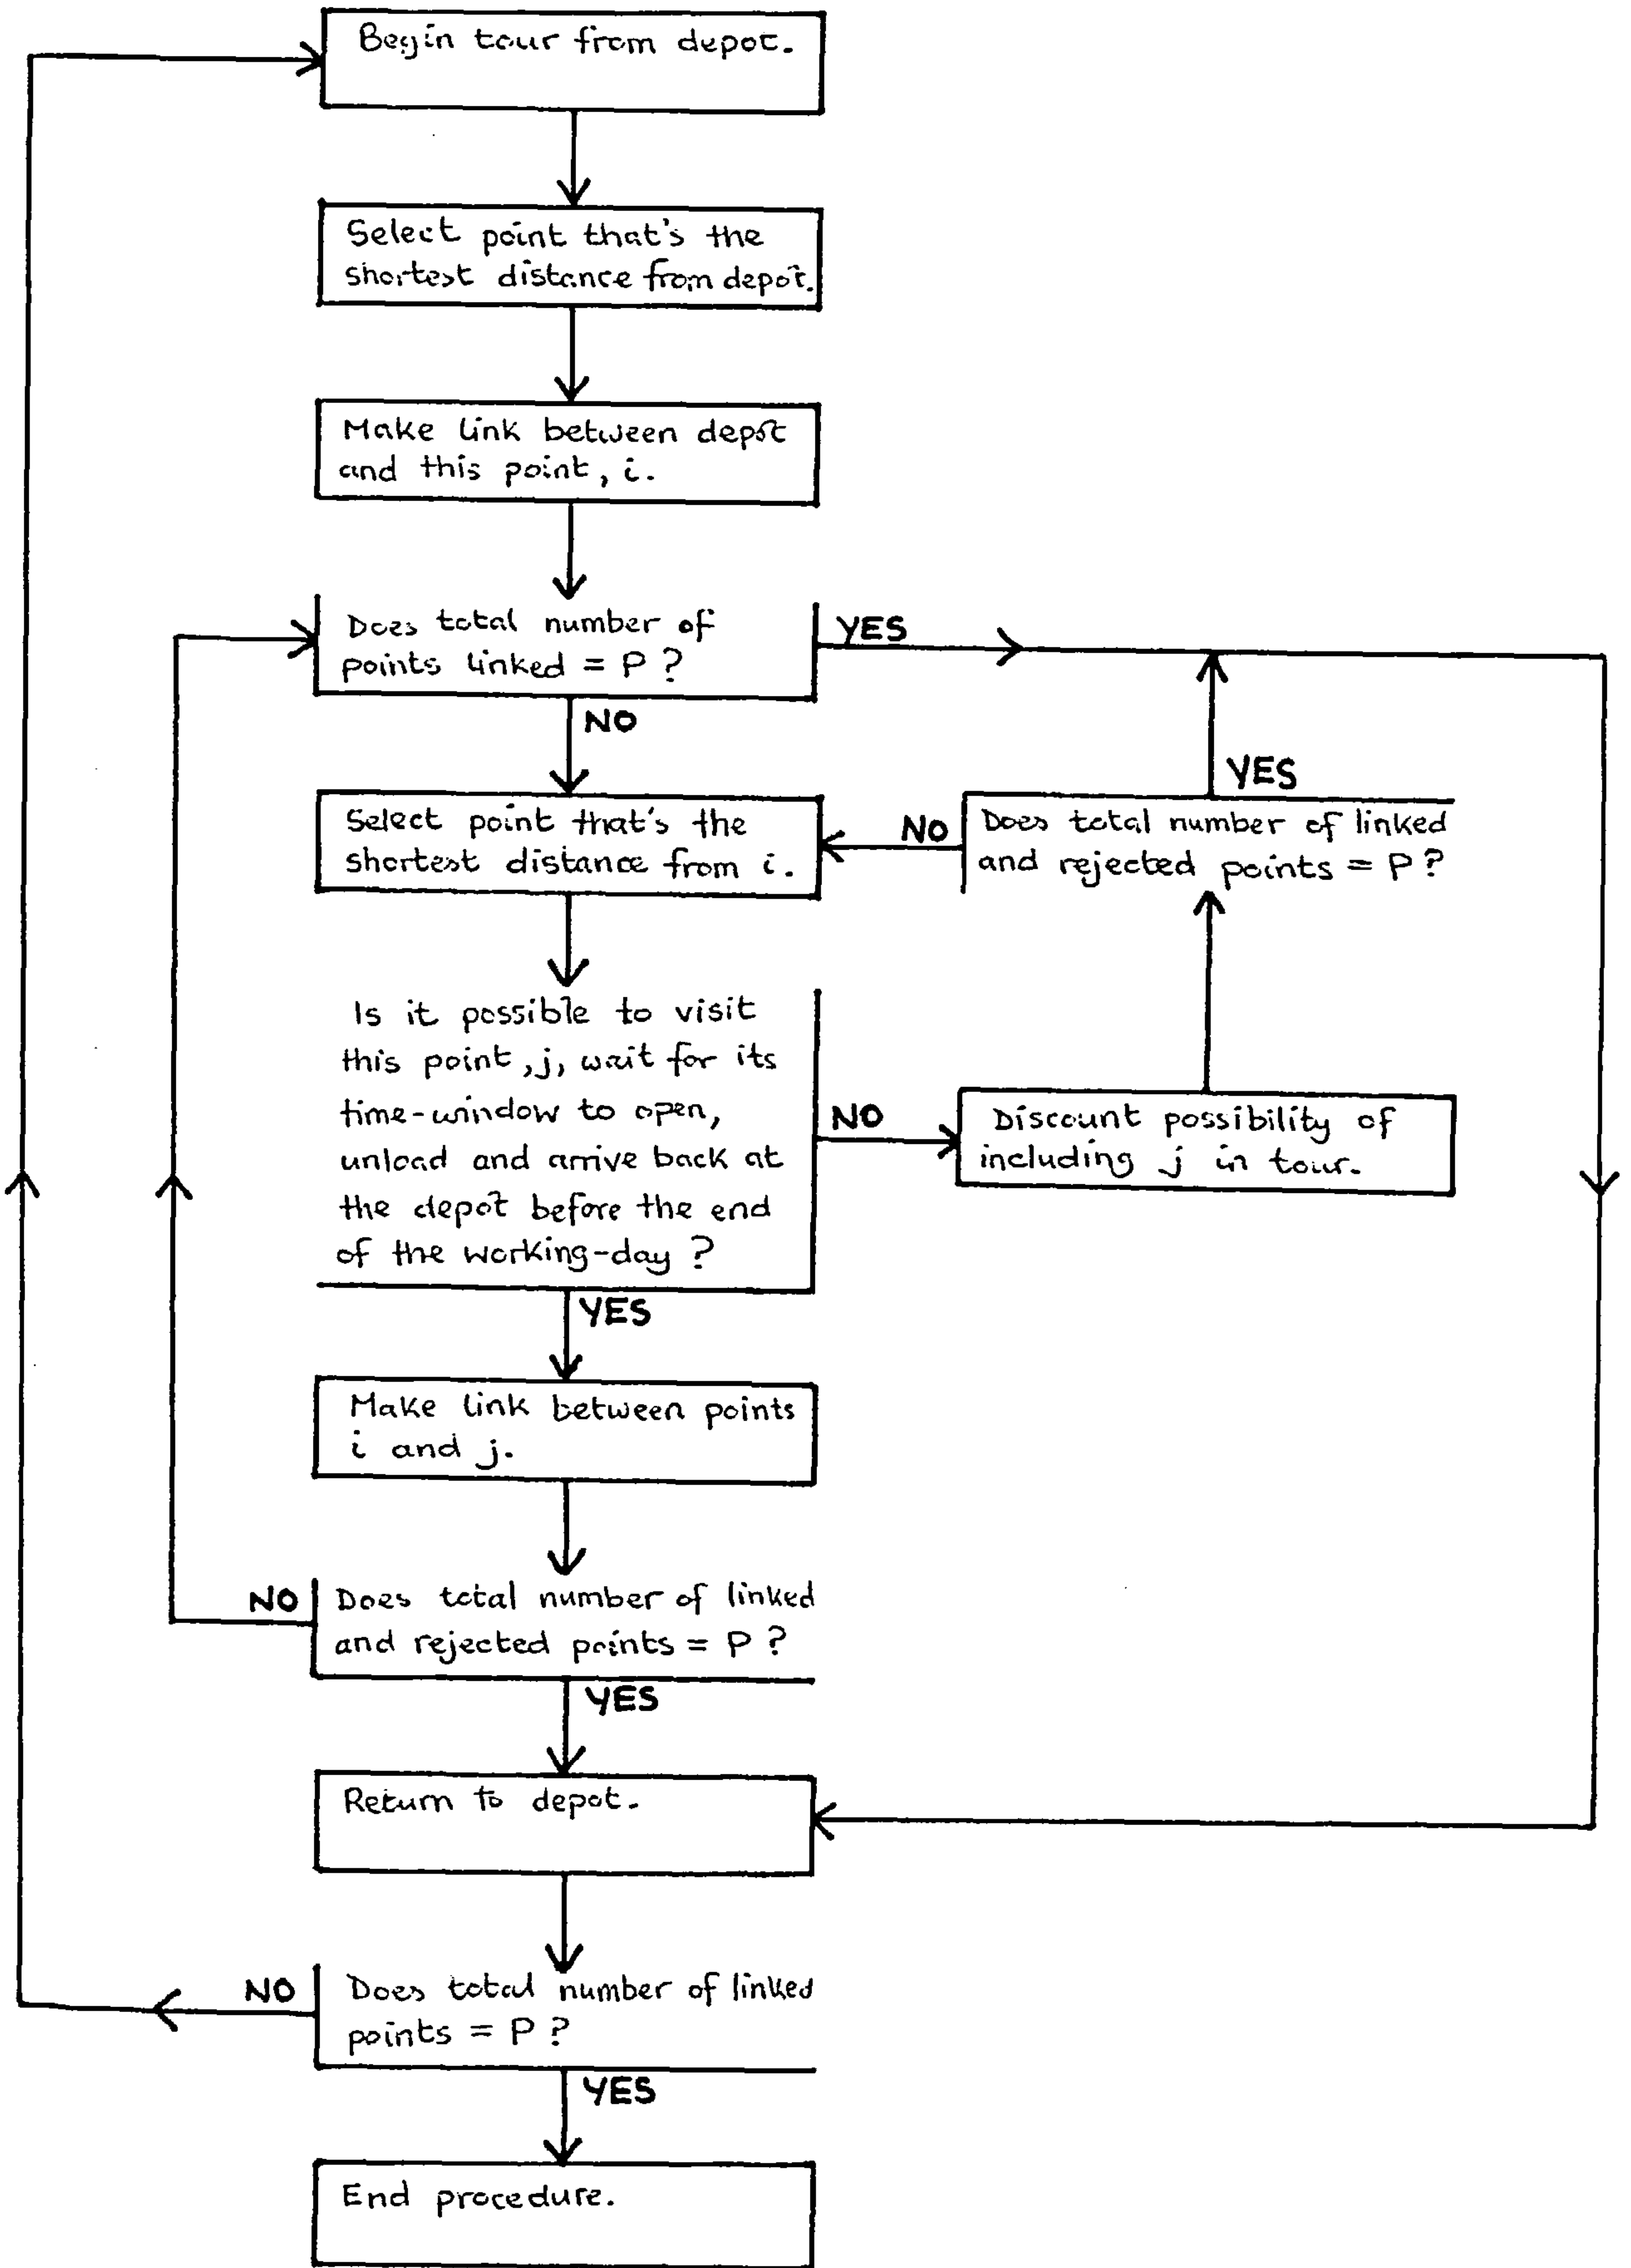 Begin tour from depot.
Select point that's the
shortest distance from depot.
Make link between depot
and this point, i.
Does total number of
points linked = P ?
YES
NO
Select point that's the
shortest distance from i.
NO
Does total number of linked
and rejected points = P ?
YES
Is it possible to visit
this point, j, wait for its
time-window to open,
unload and arrive back at
the depot before the end
of the working-day ?
NO
Discount possibility of
including j in tour.
YES
Make link between points
i and j.
NO
Does total number of linked
and rejected points = P ?
YES
Return to depot.
NO
Does total number of linked
points = P ?
YES
End procedure.